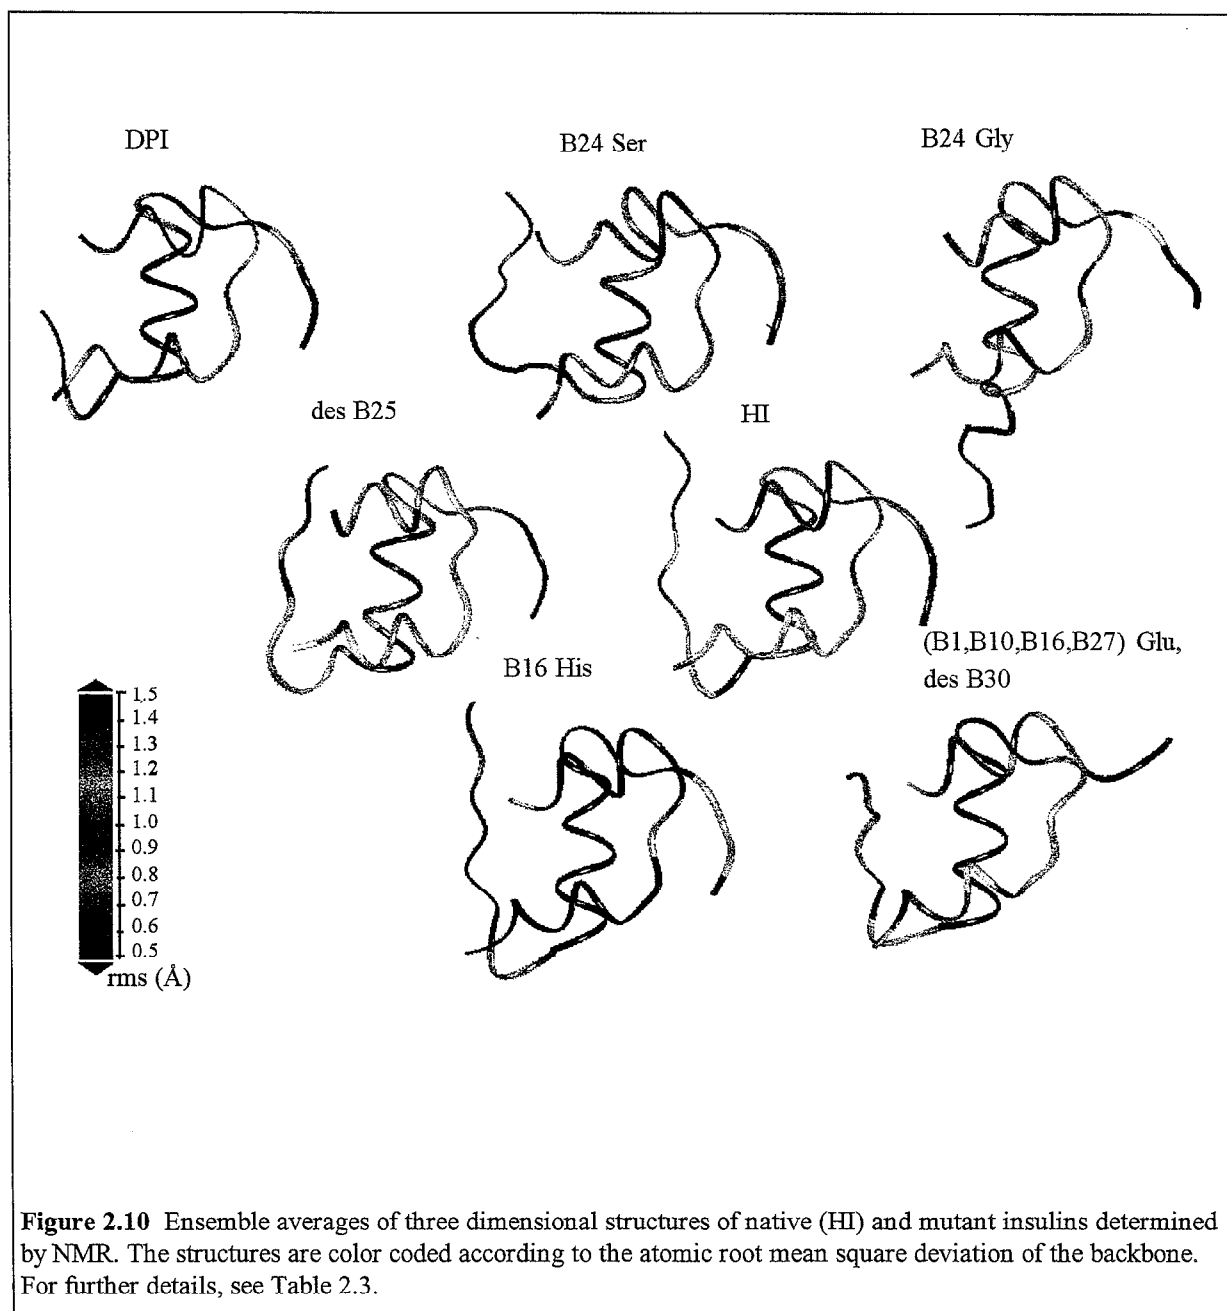 DPI
B24 Ser
B24 Gly
des B25
HI
B16 His
(B1,B10,B16,B27) Glu,
des B30
1.5
1.4
1.3
1.2
1.1
1.0
0.9
0.8
0.7
0.6
0.5
rms (Å)
Figure 2.10 Ensemble averages of three dimensional structures of native (HI) and mutant insulins determined
by NMR. The structures are color coded according to the atomic root mean square deviation of the backbone.
For further details, see Table 2.3.